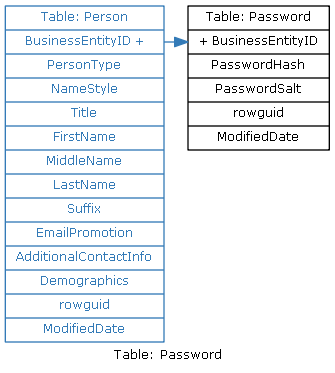 Table: Person
BusinessEntityID +
PersonType
NameStyle
Title
FirstName
MiddleName
LastName
Suffix
EmailPromotion
AdditionalContactInfo
Demographics
rowguid
ModifiedDate
Table: Password
+ BusinessEntityID
PasswordHash
PasswordSalt
rowguid
ModifiedDate
Table: Password